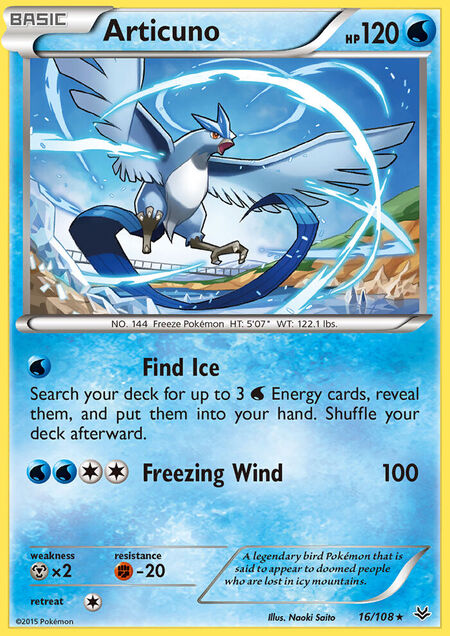 BASIC
Articuno HP120
NO. 144 Freeze Pokémon HT: 5'07" WT: 122.1 lbs.
Find Ice
Search your deck for up to 3 Energy cards, reveal
them, and put them into your hand. Shuffle your
deck afterward.
Freezing Wind 100
weakness resistance
×2 -20
A legendary bird Pokémon that is
said to appear to doomed people
who are lost in icy mountains.
retreat
©2015 Pokémon Illus. Naoki Saito 16/108★